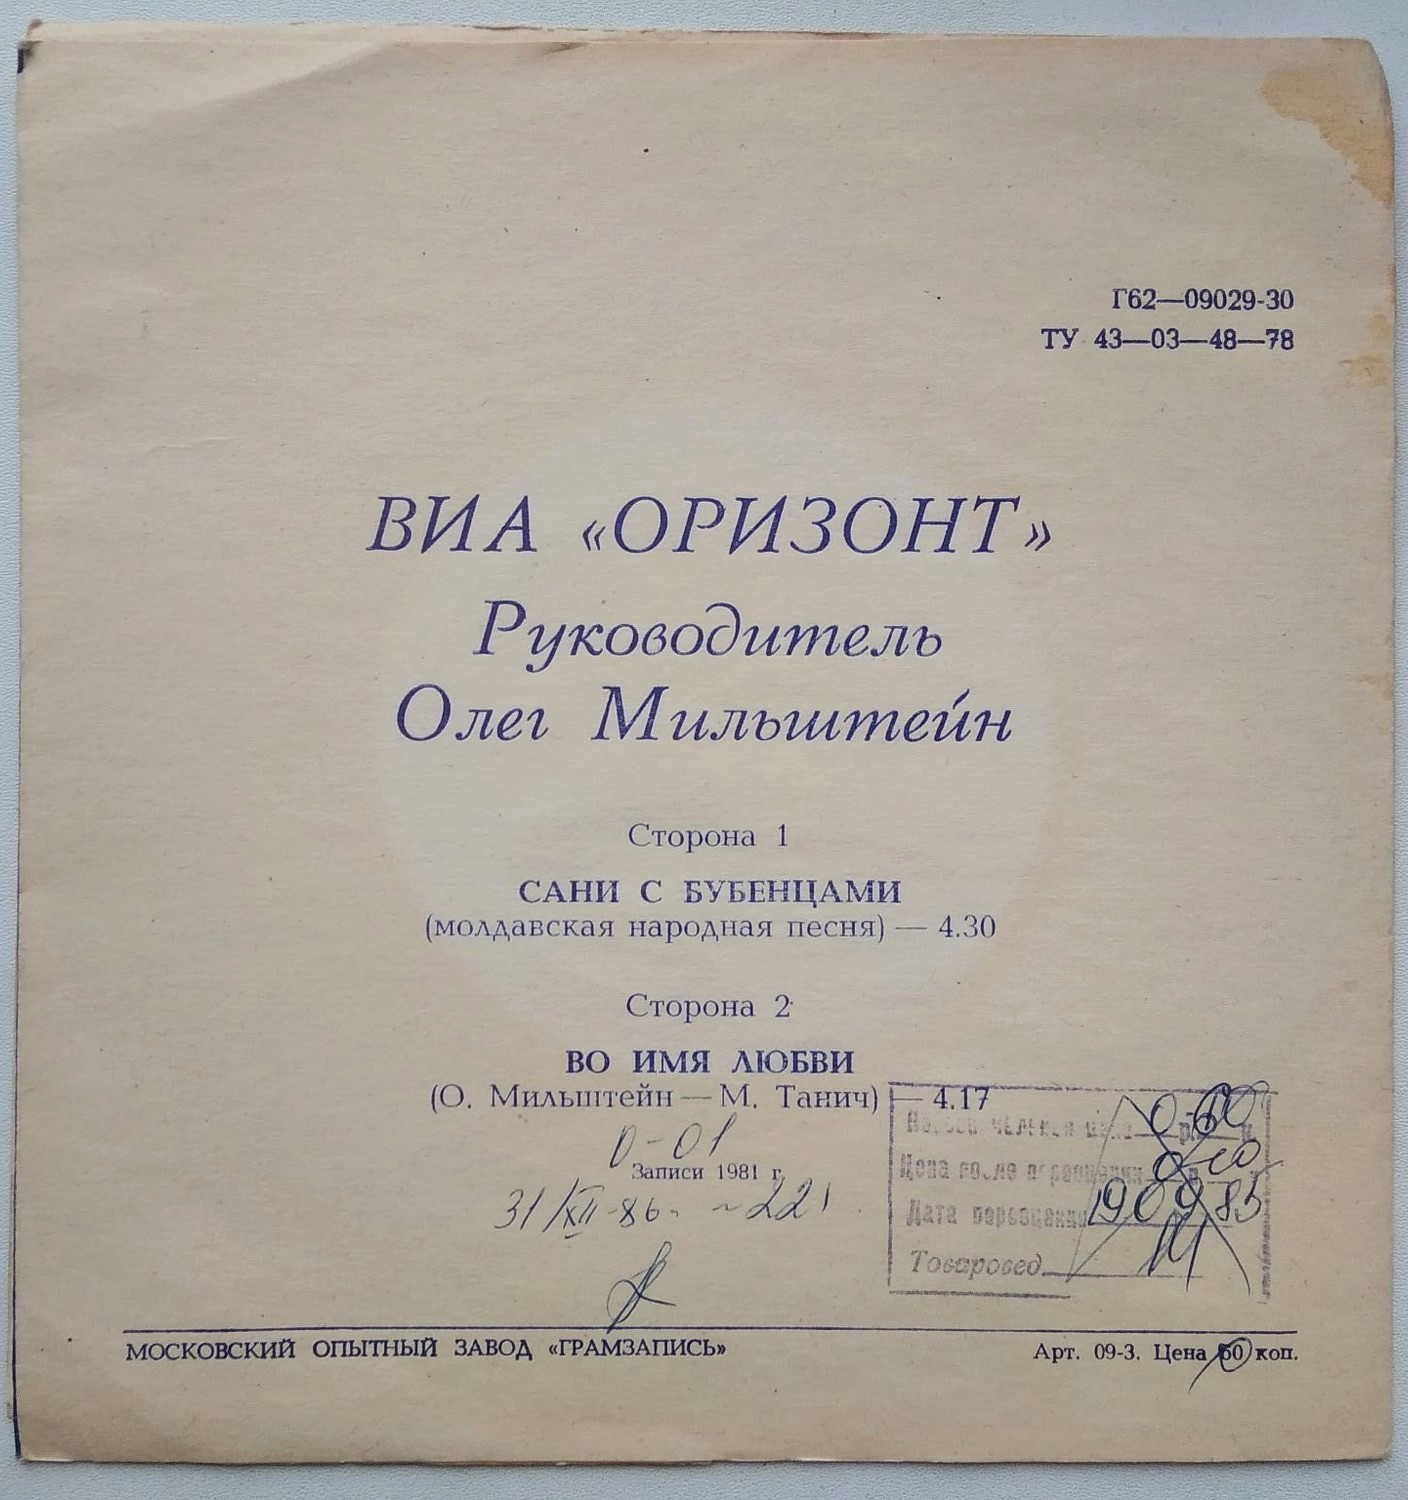 Г62—09029-30
ТУ 43—03—48—78
ВИА «ОРИЗОНТ»
Руководитель
Олег Мильштейн
Сторона 1
САНИ С БУБЕНЦАМИ
(молдавская народная песня) — 4.30
Сторона 2
ВО ИМЯ ЛЮБВИ
(О. Мильштейн — М. Танич) — 4.17
0-01
Записи 1981 г.
31/XII-86
Цена после переоценки
Дата переоценки 19 09 85
Товаровед
МОСКОВСКИЙ ОПЫТНЫЙ ЗАВОД «ГРАМЗАПИСЬ»
Арт. 09-3. Цена 60 коп.